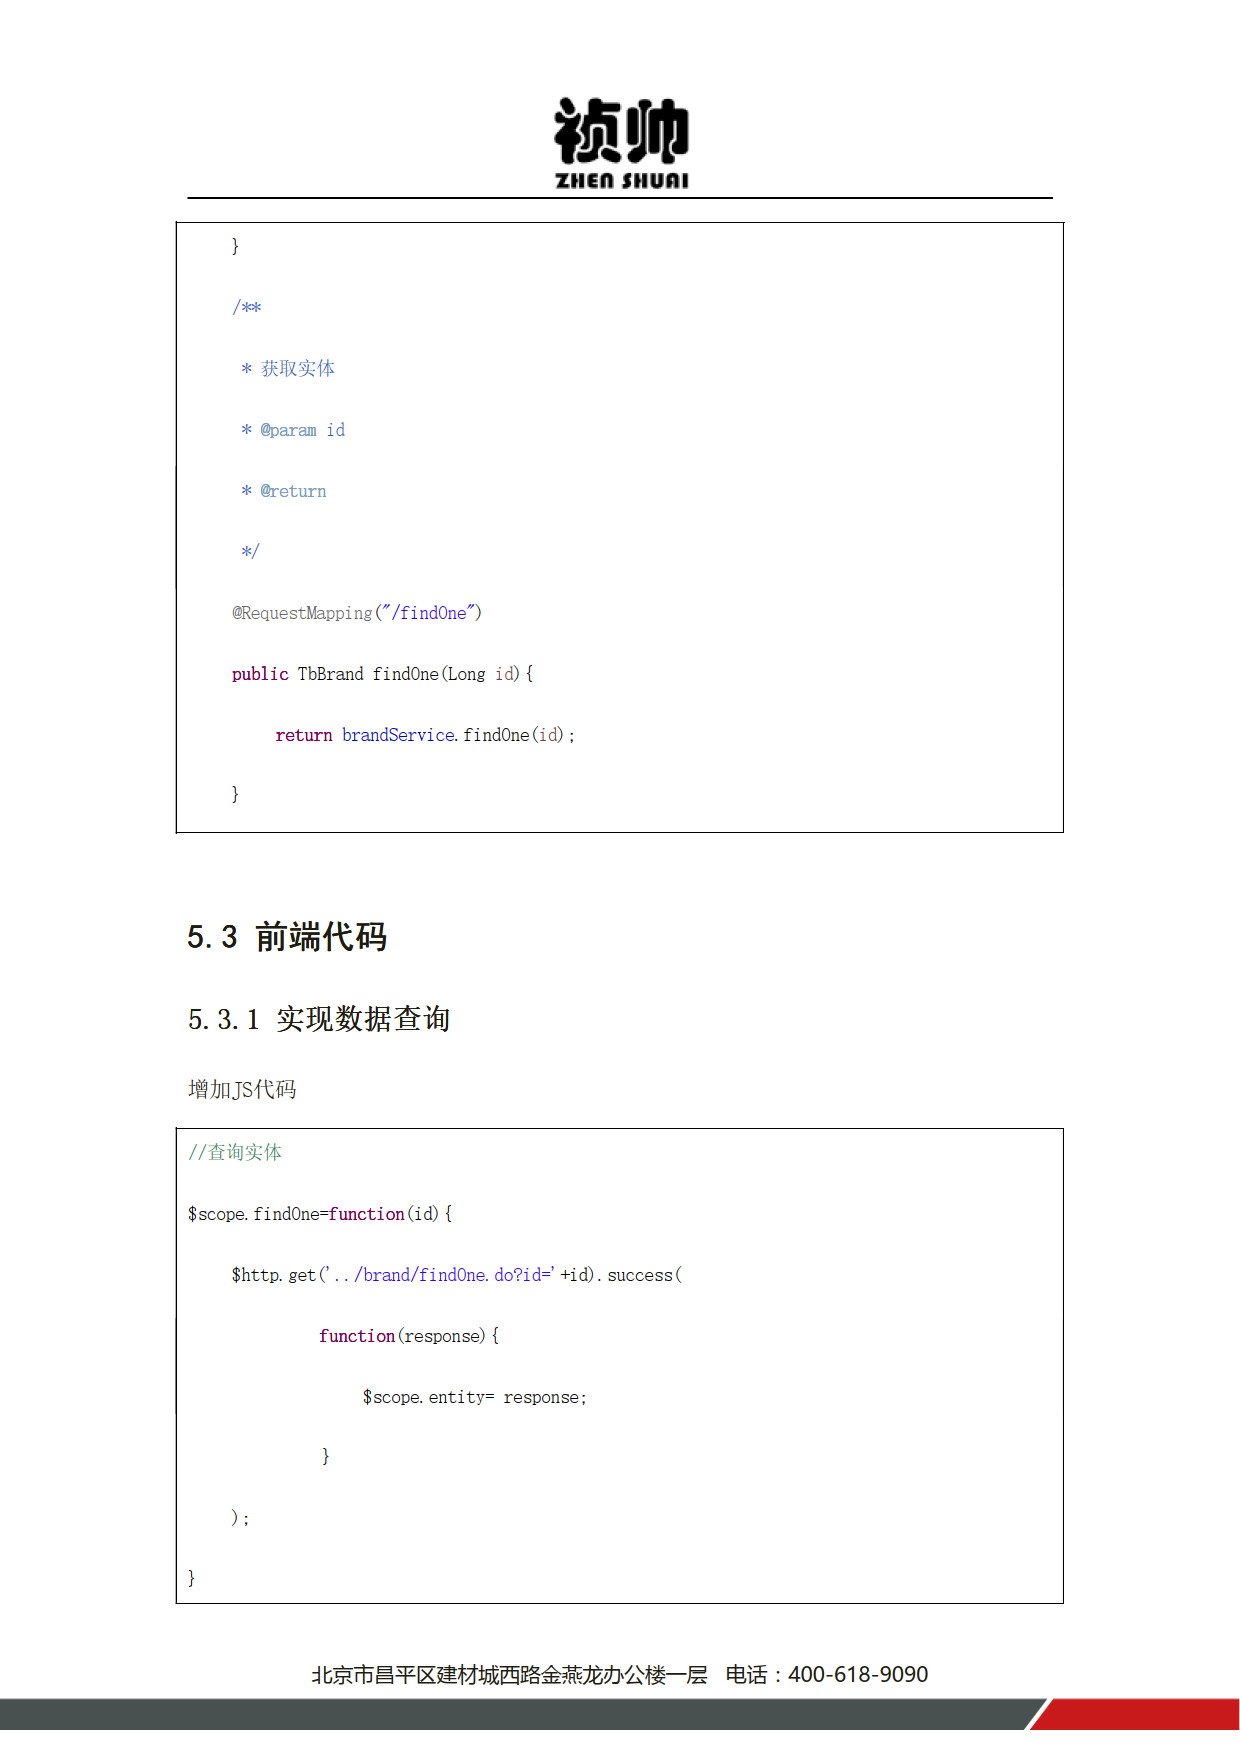 祯帅
ZHEN SHUAI
}
/**
* 获取实体
* @param id
* @return
*/
@RequestMapping("/findOne")
public TbBrand findOne(Long id){
return brandService.findOne(id);
}
5.3 前端代码
5.3.1 实现数据查询
增加JS代码
//查询实体
$scope.findOne=function(id){
$http.get('../brand/findOne.do?id='+id).success(
function(response){
$scope.entity= response;
}
);
}
北京市昌平区建材城西路金燕龙办公楼一层 电话：400-618-9090